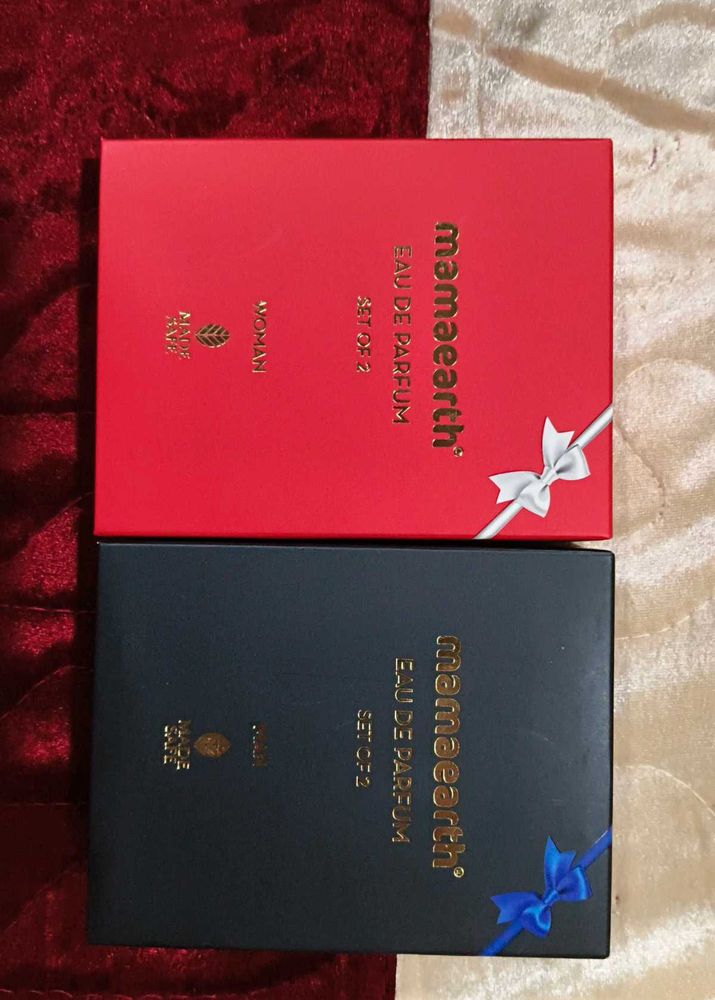 mamaearth®
EAU DE PARFUM
SET OF 2
WOMAN
MADE
SAFE
mamaearth®
EAU DE PARFUM
SET OF 2
MAN
MADE
SAFE